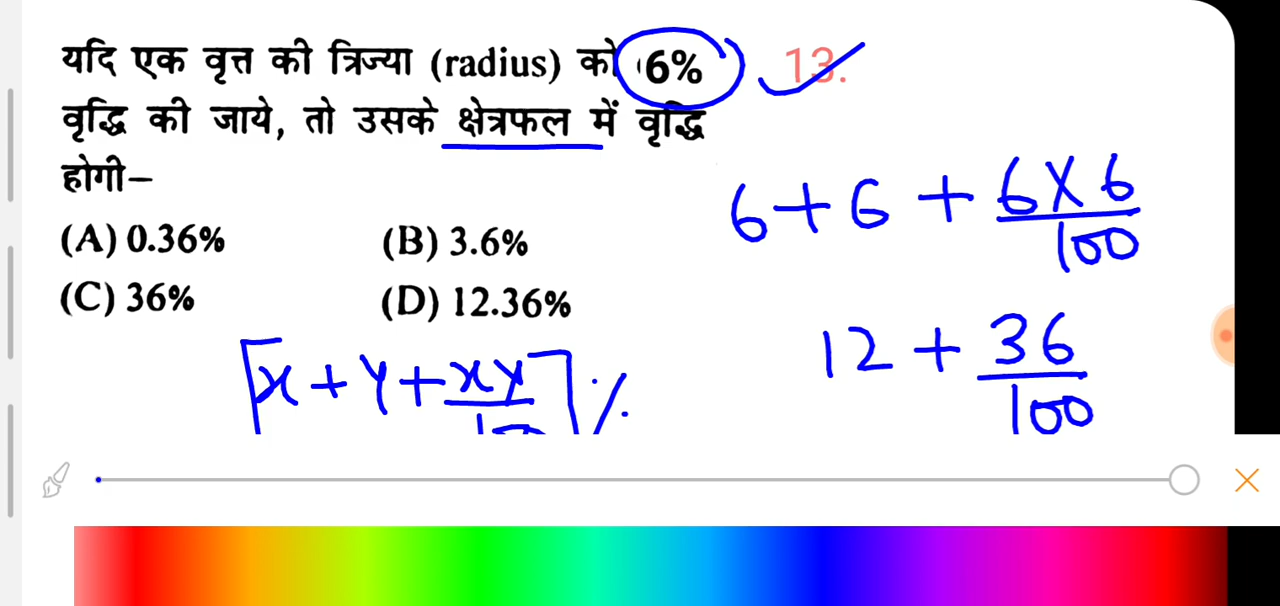 यदि एक वृत्त की त्रिज्या (radius) को 6% 13.
वृद्धि की जाये, तो उसके क्षेत्रफल में वृद्धि
होगी–
(A) 0.36% (B) 3.6%
(C) 36% (D) 12.36%
6+6+6×6/100
12+36/100
[x+y+xy/100]%